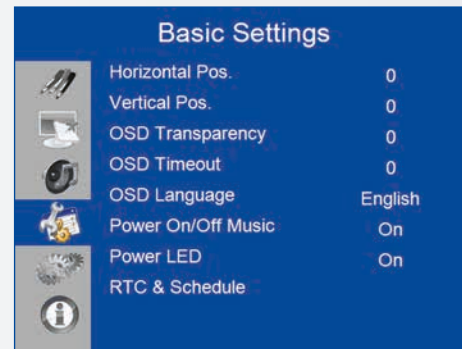 Basic Settings
Horizontal Pos. 0
Vertical Pos. 0
OSD Transparency 0
OSD Timeout 0
OSD Language English
Power On/Off Music On
Power LED On
RTC & Schedule